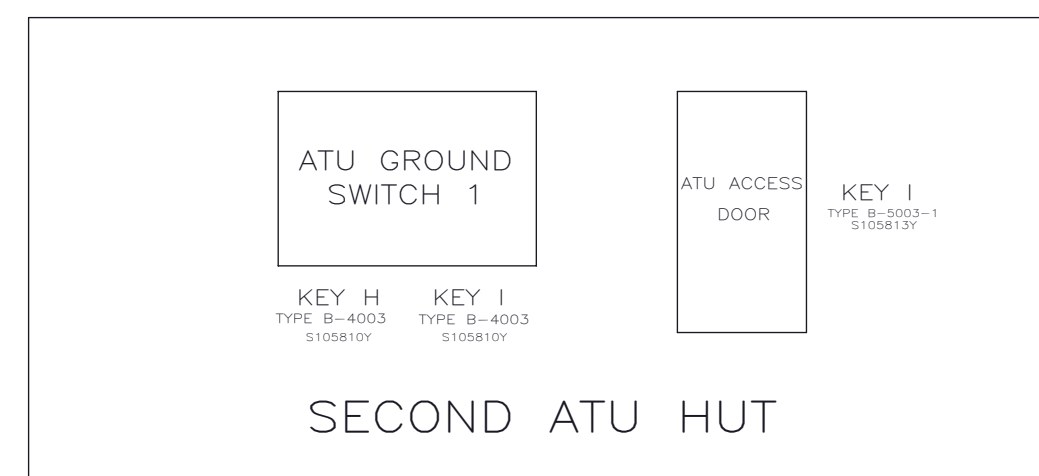 ATU GROUND
SWITCH 1
KEY H
TYPE B-4003
S105810Y
KEY I
TYPE B-4003
S105810Y
ATU ACCESS
DOOR
KEY I
TYPE B-5003-1
S105813Y
SECOND ATU HUT